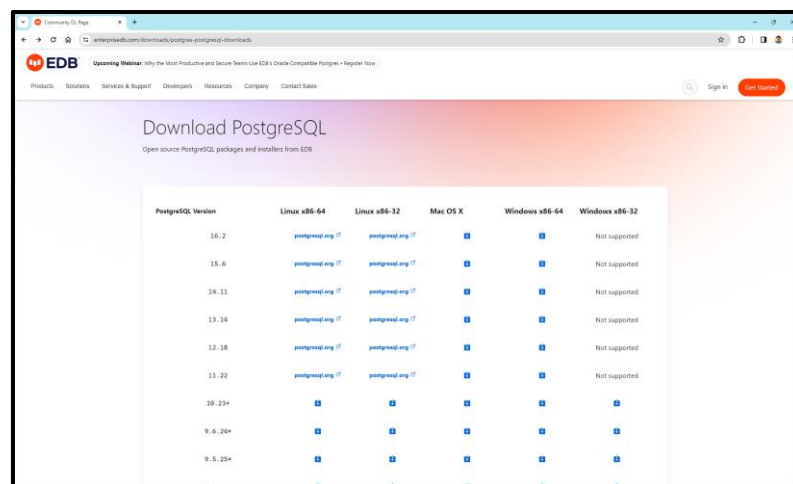 Community DL Page
enterprisedb.com/downloads/postgres-postgresql-downloads
EDB Upcoming Webinar: Why the Most Productive and Secure Teams Use EDB's Oracle Compatible Postgres • Register Now
Products Solutions Services & Support Developers Resources Company Contact Sales Sign in Get Started
Download PostgreSQL
Open source PostgreSQL packages and installers from EDB
PostgreSQL Version Linux x86-64 Linux x86-32 Mac OS X Windows x86-64 Windows x86-32
16.2 postgresql.org postgresql.org Not supported
15.6 postgresql.org postgresql.org Not supported
14.11 postgresql.org postgresql.org Not supported
13.14 postgresql.org postgresql.org Not supported
12.18 postgresql.org postgresql.org Not supported
11.22 postgresql.org postgresql.org Not supported
10.23*
9.6.24*
9.5.25*